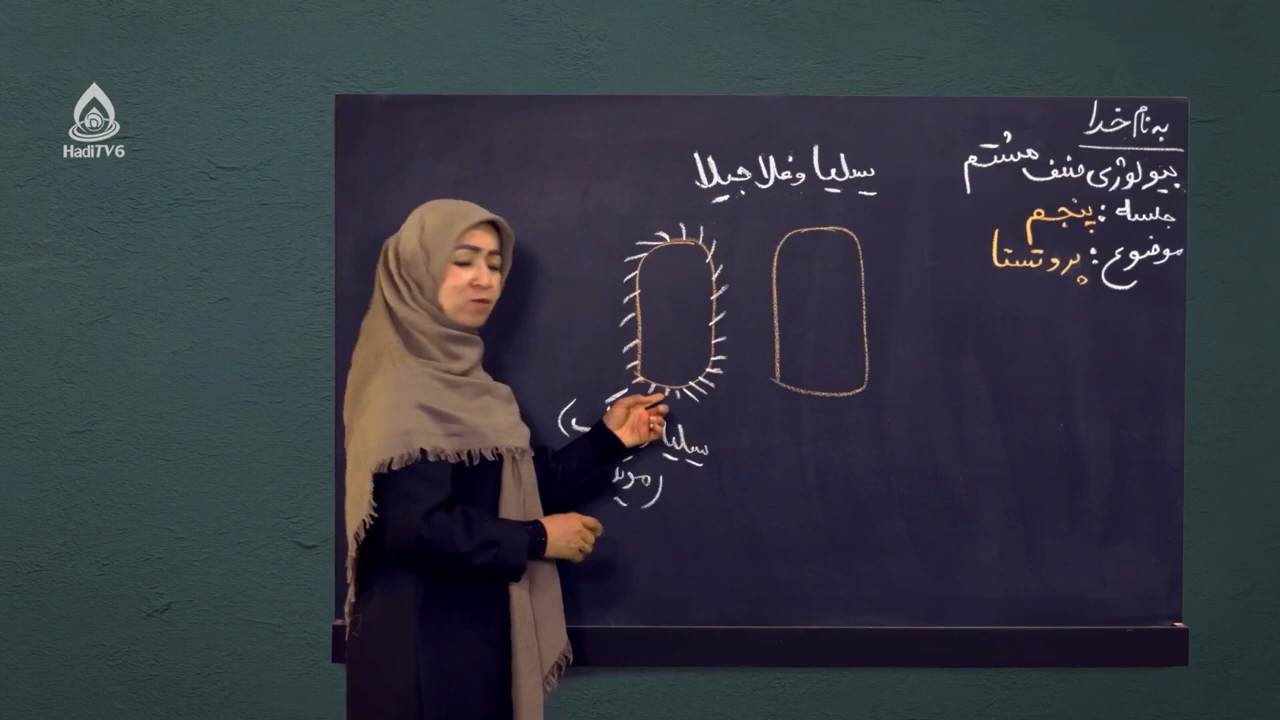 به نام خدا
بیولوژی صنف هشتم
جلسه : پنجم
موضوع : پروتستا
سیلیا و فلاجیلا
سیلیا
HadiTV6